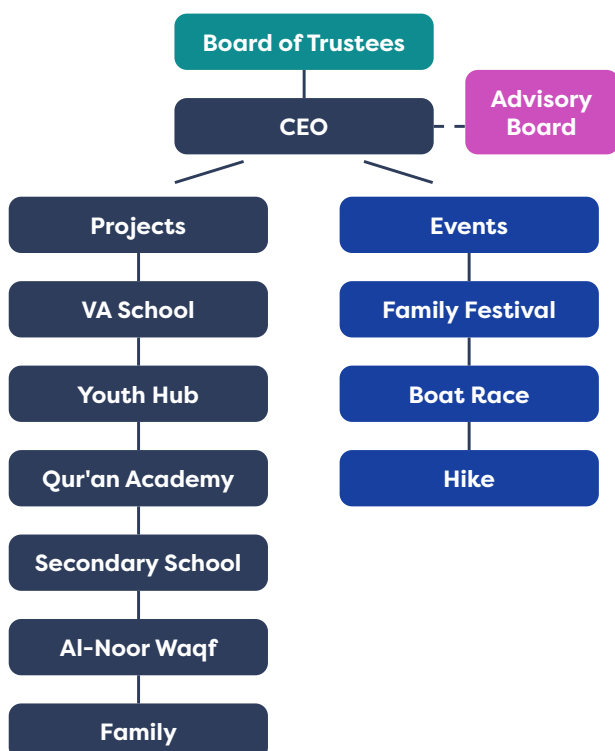 Board of Trustees
CEO
Advisory
Board
Projects
VA School
Youth Hub
Qur'an Academy
Secondary School
Al-Noor Waqf
Family
Events
Family Festival
Boat Race
Hike